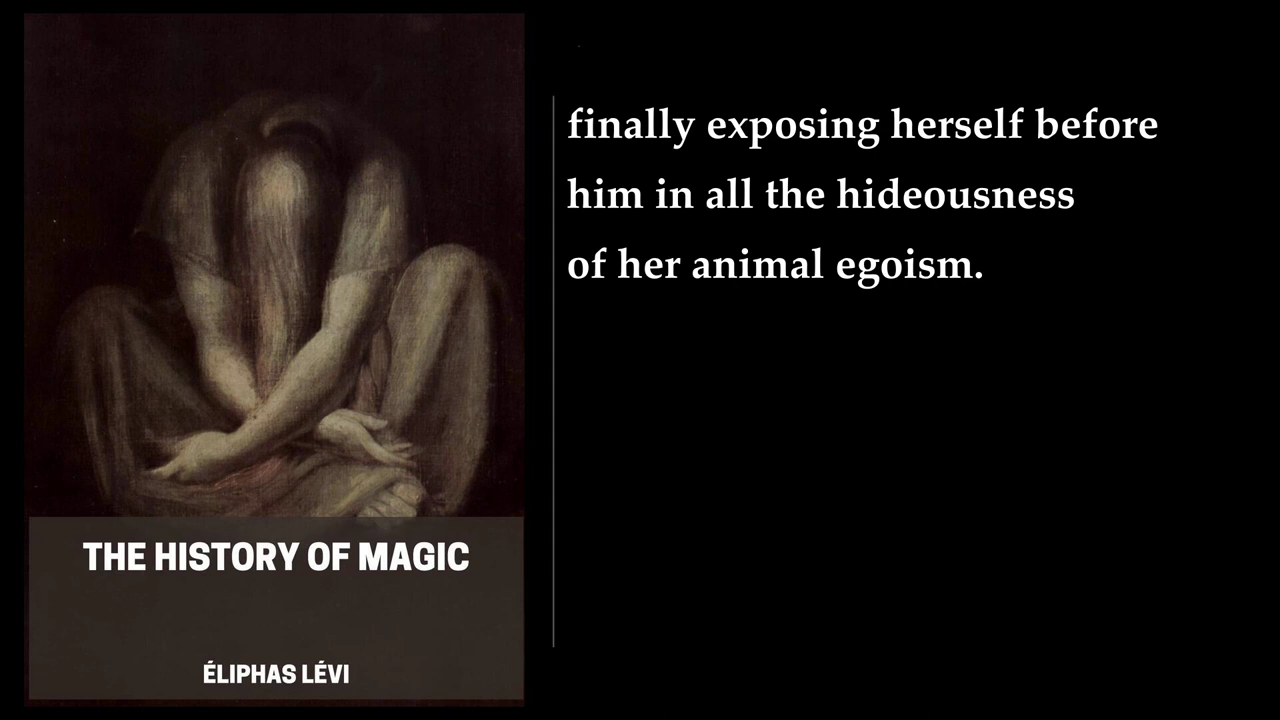 finally exposing herself before
him in all the hideousness
of her animal egoism.
THE HISTORY OF MAGIC
ÉLIPHAS LÉVI